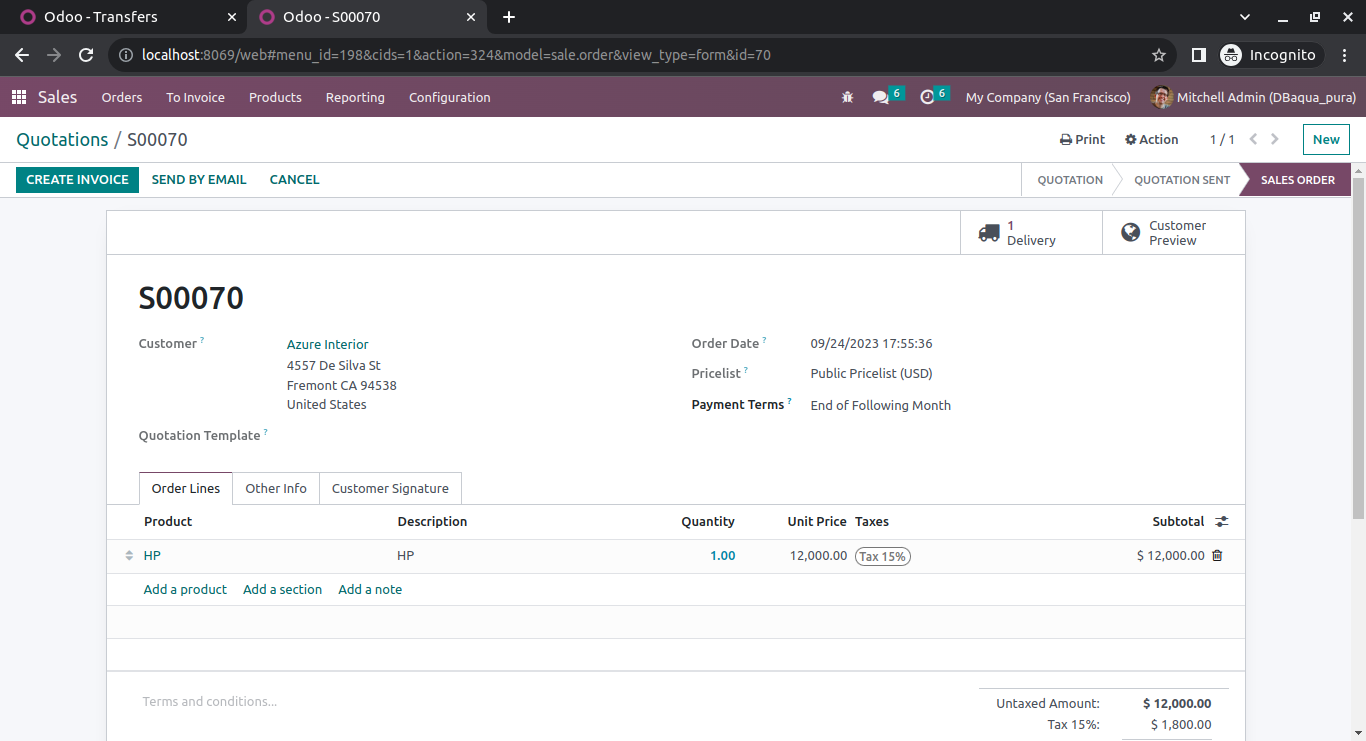 Odoo - Transfers
Odoo - S00070
localhost:8069/web#menu_id=198&cids=1&action=324&model=sale.order&view_type=form&id=70
Incognito
Sales Orders To Invoice Products Reporting Configuration 6 6 My Company (San Francisco) Mitchell Admin (DBaqua_pura)
Quotations / S00070 Print Action 1 / 1 New
CREATE INVOICE SEND BY EMAIL CANCEL QUOTATION QUOTATION SENT SALES ORDER
1
Delivery
Customer
Preview
S00070
Customer ? Azure Interior
4557 De Silva St
Fremont CA 94538
United States
Quotation Template ?
Order Date ? 09/24/2023 17:55:36
Pricelist ? Public Pricelist (USD)
Payment Terms ? End of Following Month
Order Lines Other Info Customer Signature
Product Description Quantity Unit Price Taxes Subtotal
HP HP 1.00 12,000.00 Tax 15% $ 12,000.00
Add a product Add a section Add a note
Terms and conditions...
Untaxed Amount: $ 12,000.00
Tax 15%: $ 1,800.00